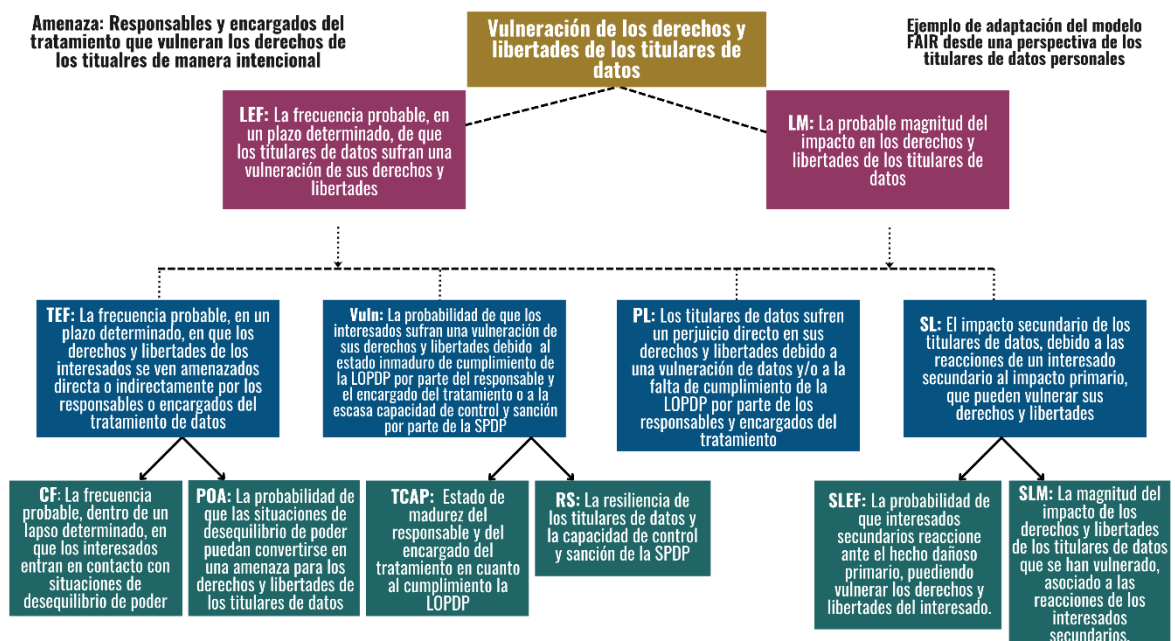 Amenaza: Responsables y encargados del
tratamiento que vulneran los derechos de
los titualres de manera intencional
Vulneración de los derechos y
libertades de los titulares de
datos
Ejemplo de adaptación del modelo
FAIR desde una perspectiva de los
titulares de datos personales
LEF: La frecuencia probable, en
un plazo determinado, de que
los titulares de datos sufran una
vulneración de sus derechos y
libertades
LM: La probable magnitud del
impacto en los derechos y
libertades de los titulares de
datos
TEF: La frecuencia probable, en un
plazo determinado, en que los
derechos y libertades de los
interesados se ven amenazados
directa o indirectamente por los
responsables o encargados del
tratamiento de datos
Vuln: La probabilidad de que los
interesados sufran una vulneración de
sus derechos y libertades debido al
estado inmaduro de cumplimiento de
la LOPDP por parte del responsable y
el encargado del tratamiento o a la
escasa capacidad de control y sanción
por parte de la SPDP
PL: Los titulares de datos sufren
un perjuicio directo en sus
derechos y libertades debido a
una vulneración de datos y/o a la
falta de cumplimiento de la
LOPDP por parte de los
responsables y encargados del
tratamiento
SL: El impacto secundario de los
titulares de datos, debido a las
reacciones de un interesado
secundario al impacto primario,
que pueden vulnerar sus
derechos y libertades
CF: La frecuencia
probable, dentro de un
lapso determinado, en
que los interesados
entran en contacto con
situaciones de
desequilibrio de poder
POA: La probabilidad de
que las situaciones de
desequilibrio de poder
puedan convertirse en
una amenaza para los
derechos y libertades de
los titulares de datos
TCAP: Estado de
madurez del
responsable y del
encargado del
tratamiento en cuanto
al cumplimiento la
LOPDP
RS: La resiliencia de
los titulares de datos y
la capacidad de control
y sanción de la SPDP
SLEF: La probabilidad de
que interesados
secundarios reaccione
ante el hecho dañoso
primario, puediendo
vulnerar los derechos y
libertades del interesado.
SLM: La magnitud del
impacto de los
derechos y libertades
de los titulares de datos
que se han vulnerado,
asociado a las
reacciones de los
interesados
secundarios.